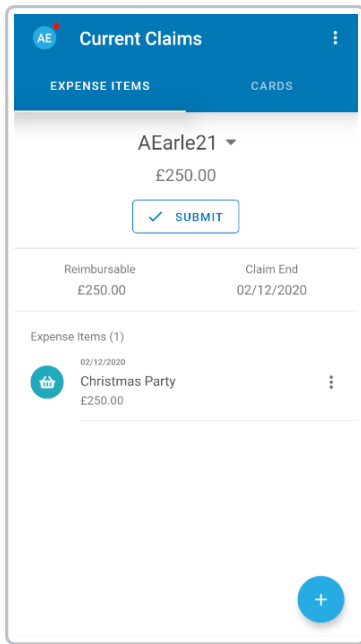 AE
Current Claims
EXPENSE ITEMS CARDS
AEarle21
£250.00
SUBMIT
Reimbursable Claim End
£250.00 02/12/2020
Expense Items (1)
02/12/2020
Christmas Party
£250.00
+